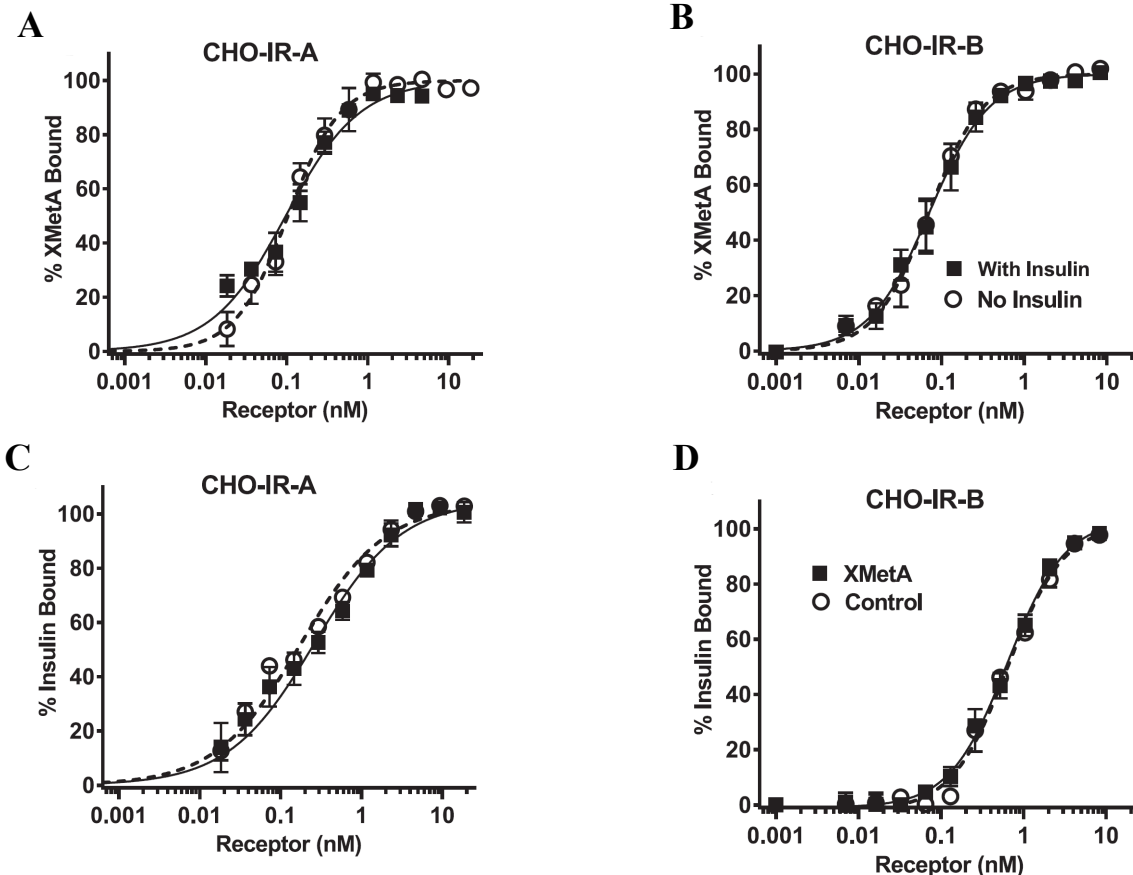 A
CHO-IR-A
% XMetA Bound
100
80
60
40
20
0
0.001 0.01 0.1 1 10
Receptor (nM)
B
CHO-IR-B
% XMetA Bound
100
80
60
40
20
0
With Insulin
No Insulin
0.001 0.01 0.1 1 10
Receptor (nM)
C
CHO-IR-A
% Insulin Bound
100
80
60
40
20
0
0.001 0.01 0.1 1 10
Receptor (nM)
D
CHO-IR-B
% Insulin Bound
100
80
60
40
20
0
XMetA
Control
0.001 0.01 0.1 1 10
Receptor (nM)